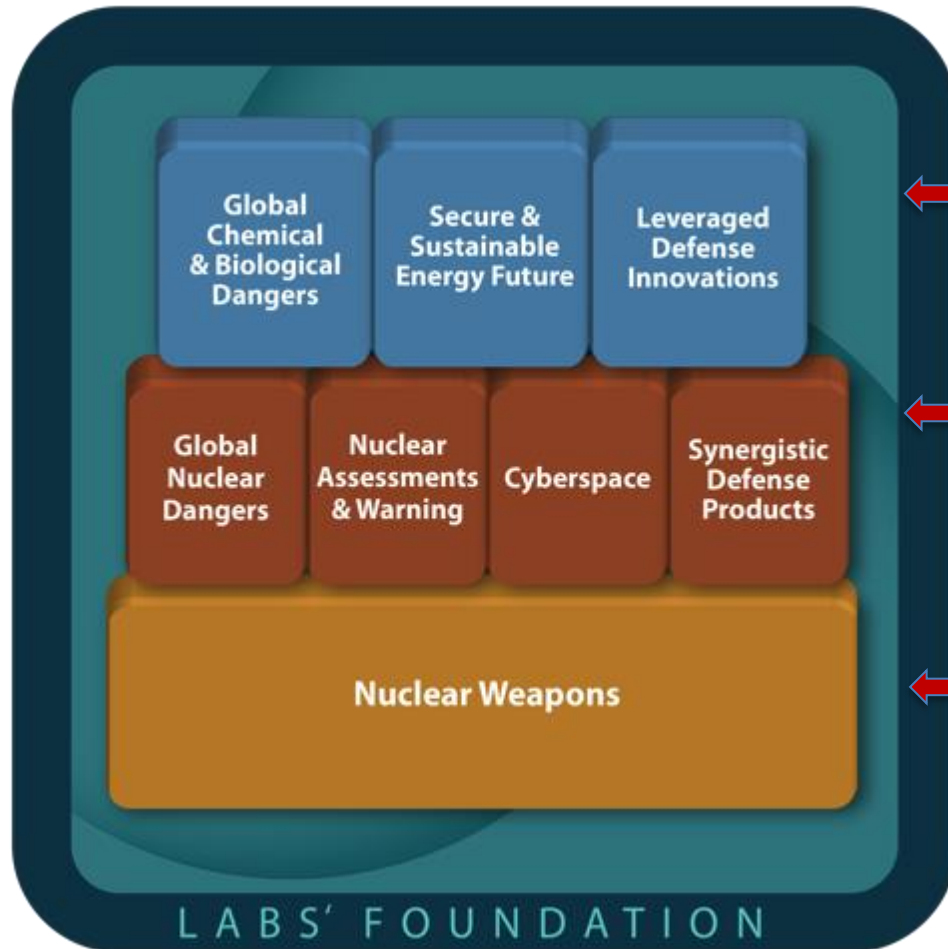 Global
Chemical
& Biological
Dangers
Secure &
Sustainable
Energy Future
Leveraged
Defense
Innovations
Global
Nuclear
Dangers
Nuclear
Assessments
& Warning
Cyberspace
Synergistic
Defense
Products
Nuclear Weapons
LABS’ FOUNDATION